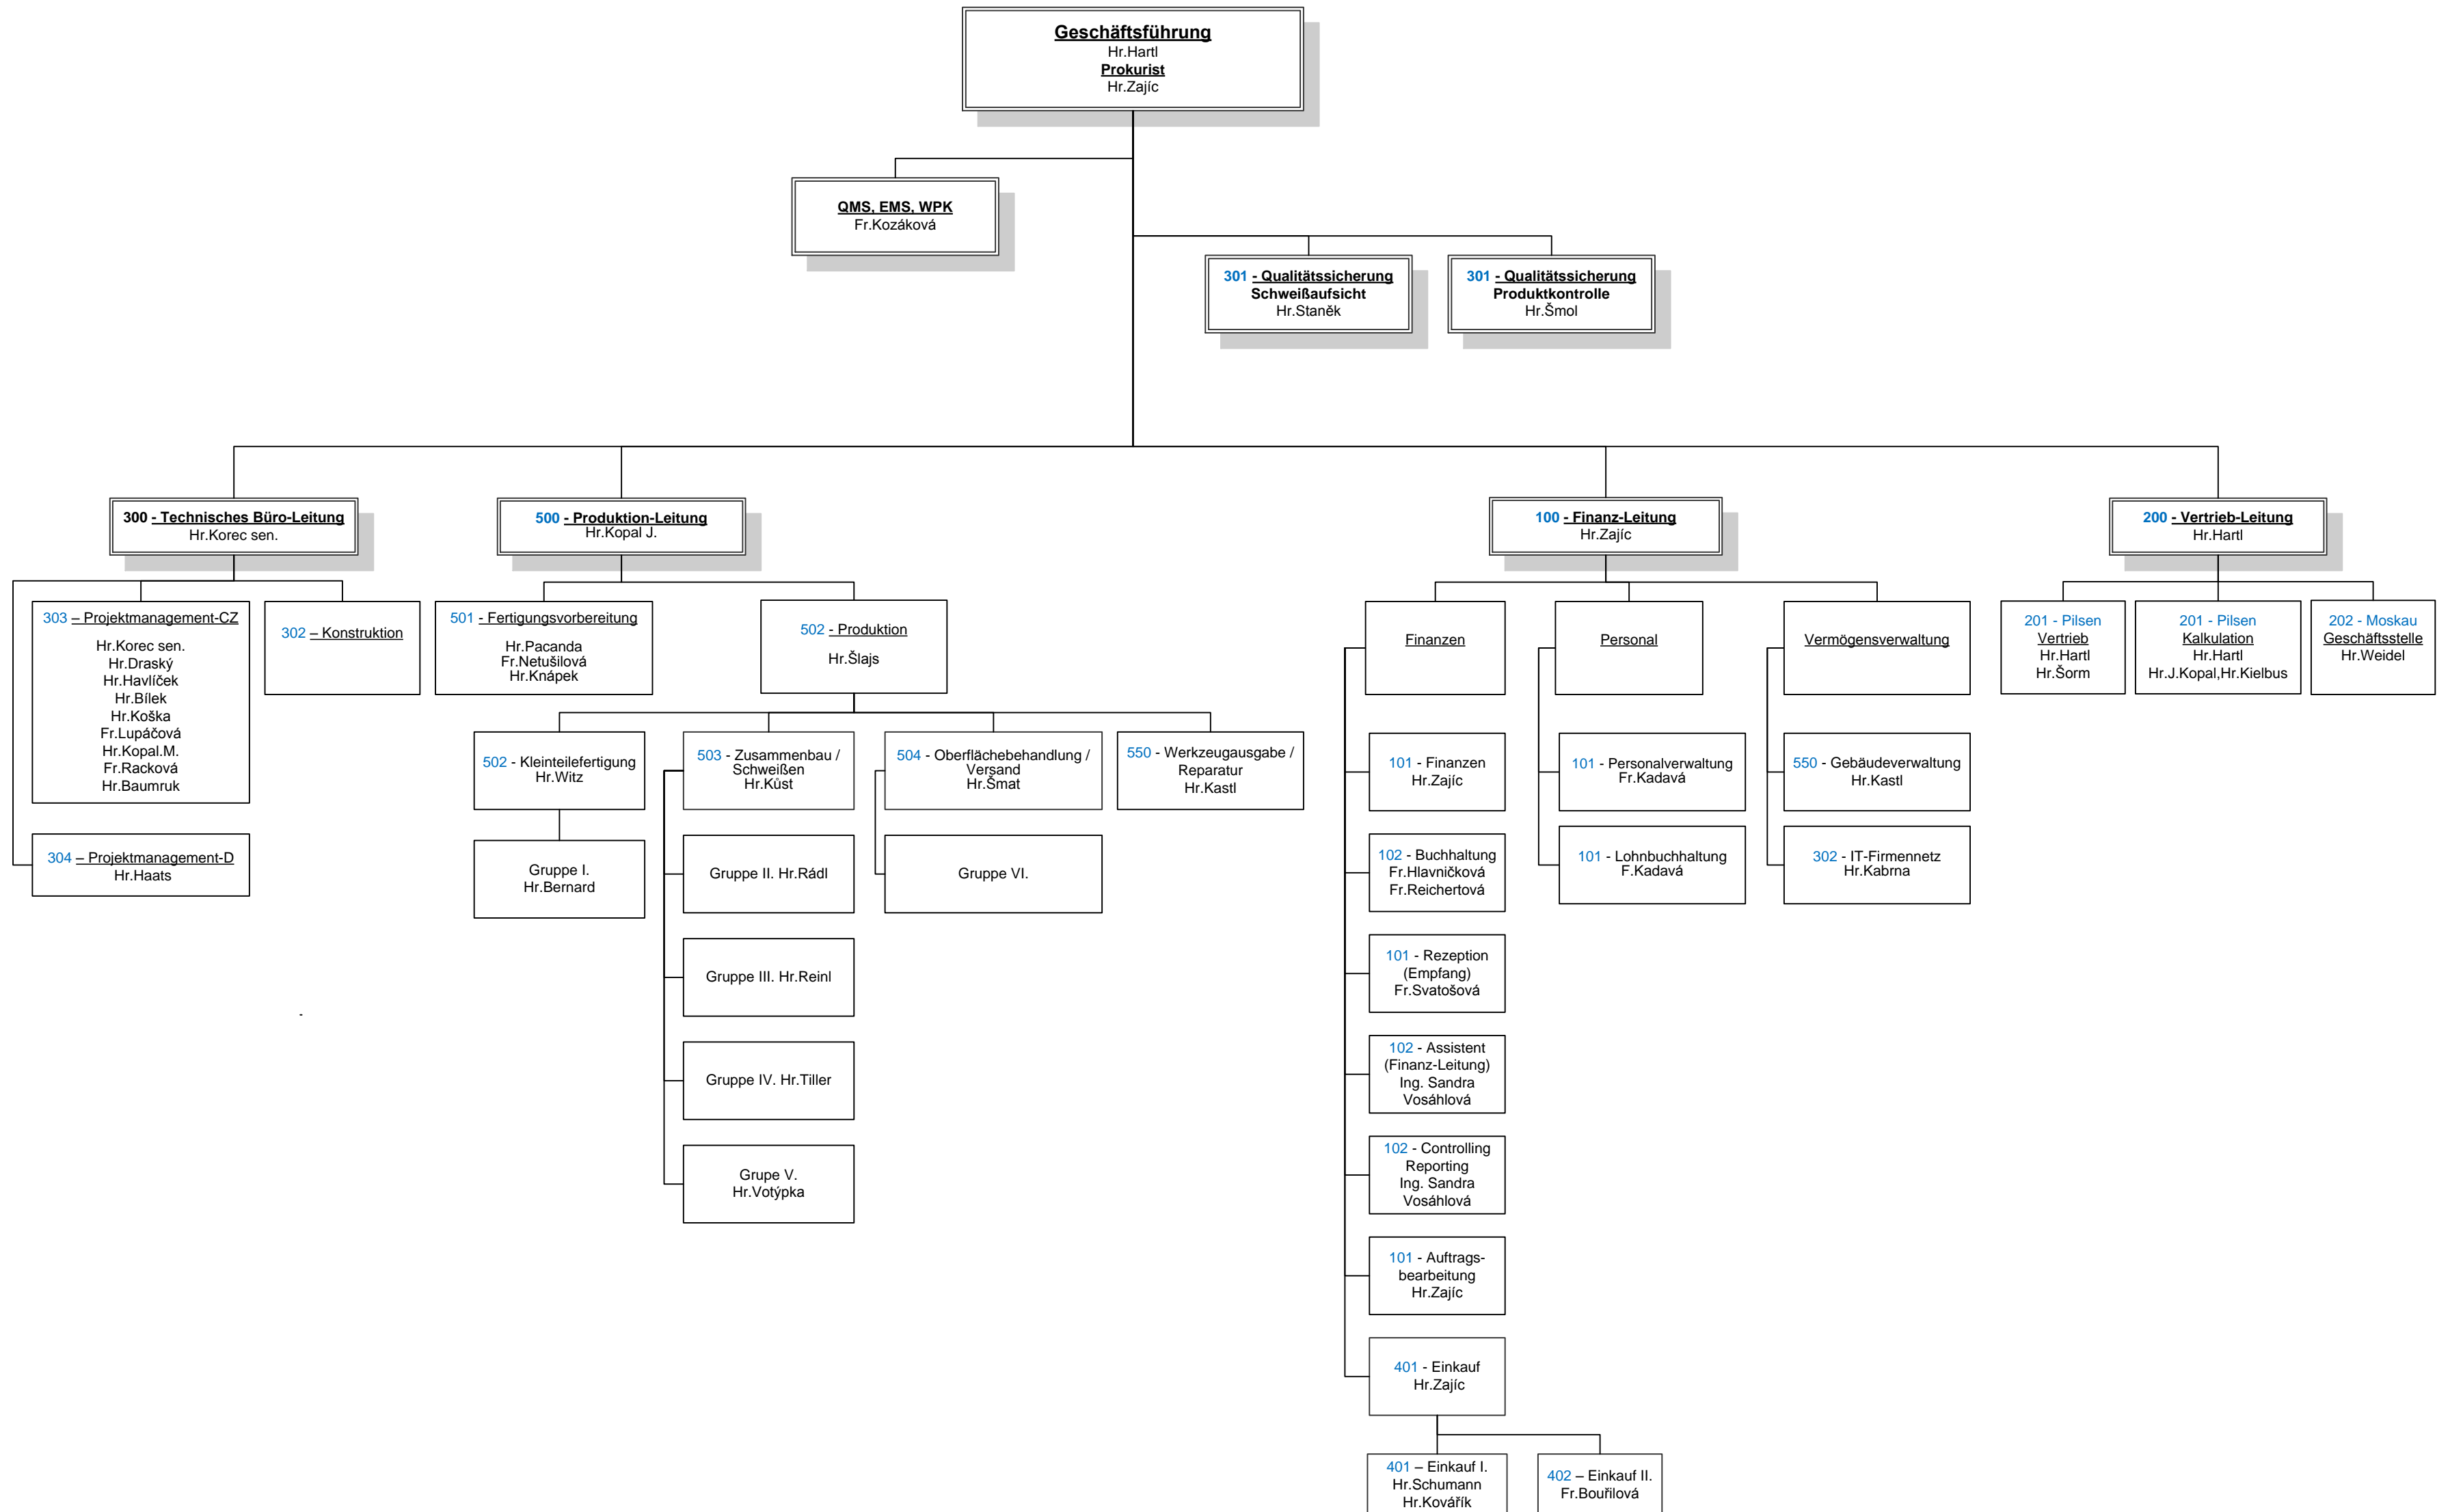 Geschäftsführung
Hr.Hartl
Prokurist
Hr.Zajíc
QMS, EMS, WPK
Fr.Kozáková
301 - Qualitätssicherung
Schweißaufsicht
Hr.Staněk
301 - Qualitätssicherung
Produktkontrolle
Hr.Šmol
300 - Technisches Büro-Leitung
Hr.Korec sen.
500 - Produktion-Leitung
Hr.Kopal J.
100 - Finanz-Leitung
Hr.Zajíc
200 - Vertrieb-Leitung
Hr.Hartl
303 – Projektmanagement-CZ
Hr.Korec sen.
Hr.Draský
Hr.Havlíček
Hr.Bílek
Hr.Koška
Fr.Lupáčová
Hr.Kopal.M.
Fr.Racková
Hr.Baumruk
302 – Konstruktion
304 – Projektmanagement-D
Hr.Haats
501 - Fertigungsvorbereitung
Hr.Pacanda
Fr.Netušilová
Hr.Knápek
502 - Produktion
Hr.Šlajs
502 - Kleinteilefertigung
Hr.Witz
503 - Zusammenbau /
Schweißen
Hr.Kůst
504 - Oberflächebehandlung /
Versand
Hr.Šmat
550 - Werkzeugausgabe /
Reparatur
Hr.Kastl
Gruppe I.
Hr.Bernard
Gruppe II. Hr.Rádl
Gruppe VI.
Gruppe III. Hr.Reinl
Gruppe IV. Hr.Tiller
Grupe V.
Hr.Votýpka
-
Finanzen
Personal
Vermögensverwaltung
101 - Finanzen
Hr.Zajíc
102 - Buchhaltung
Fr.Hlavničková
Fr.Reichertová
101 - Rezeption
(Empfang)
Fr.Svatošová
102 - Assistent
(Finanz-Leitung)
Ing. Sandra
Vosáhlová
102 - Controlling
Reporting
Ing. Sandra
Vosáhlová
101 - Auftrags-
bearbeitung
Hr.Zajíc
401 - Einkauf
Hr.Zajíc
401 – Einkauf I.
Hr.Schumann
Hr.Kovářík
402 – Einkauf II.
Fr.Bouřilová
101 - Personalverwaltung
Fr.Kadavá
101 - Lohnbuchhaltung
F.Kadavá
550 - Gebäudeverwaltung
Hr.Kastl
302 - IT-Firmennetz
Hr.Kabrna
201 - Pilsen
Vertrieb
Hr.Hartl
Hr.Šorm
201 - Pilsen
Kalkulation
Hr.Hartl
Hr.J.Kopal,Hr.Kielbus
202 - Moskau
Geschäftsstelle
Hr.Weidel